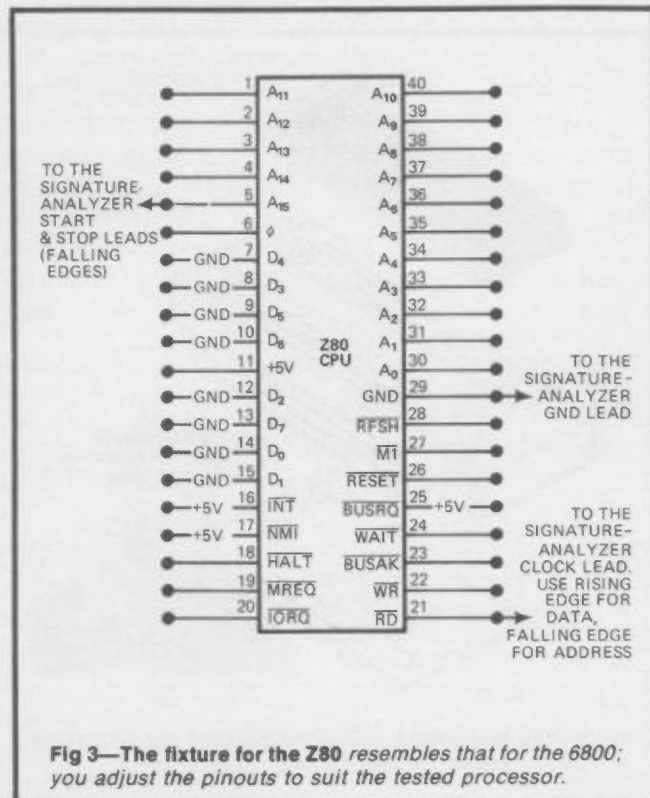 1 A11 A10 40
2 A12 A9 39
3 A13 A8 38
4 A14 A7 37
TO THE
SIGNATURE-
ANALYZER
START
& STOP LEADS
(FALLING
EDGES)
5 A15 A6 36
6 ϕ A5 35
GND 7 D4 A4 34
GND 8 D3 A3 33
GND 9 D5 A2 32
GND 10 D6 A1 31
Z80
CPU
11 +5V A0 30
GND 12 D2 GND 29
TO THE
SIGNATURE-
ANALYZER
GND LEAD
GND 13 D7 RFSH 28
GND 14 D0 M1 27
GND 15 D1 RESET 26
+5V 16 INT BUSRQ 25 +5V
+5V 17 NMI WAIT 24
18 HALT BUSAK 23
19 MREQ WR 22
20 IORQ RD 21
TO THE
SIGNATURE-
ANALYZER
CLOCK LEAD.
USE RISING
EDGE FOR
DATA,
FALLING EDGE
FOR ADDRESS
Fig 3—The fixture for the Z80 resembles that for the 6800;
you adjust the pinouts to suit the tested processor.